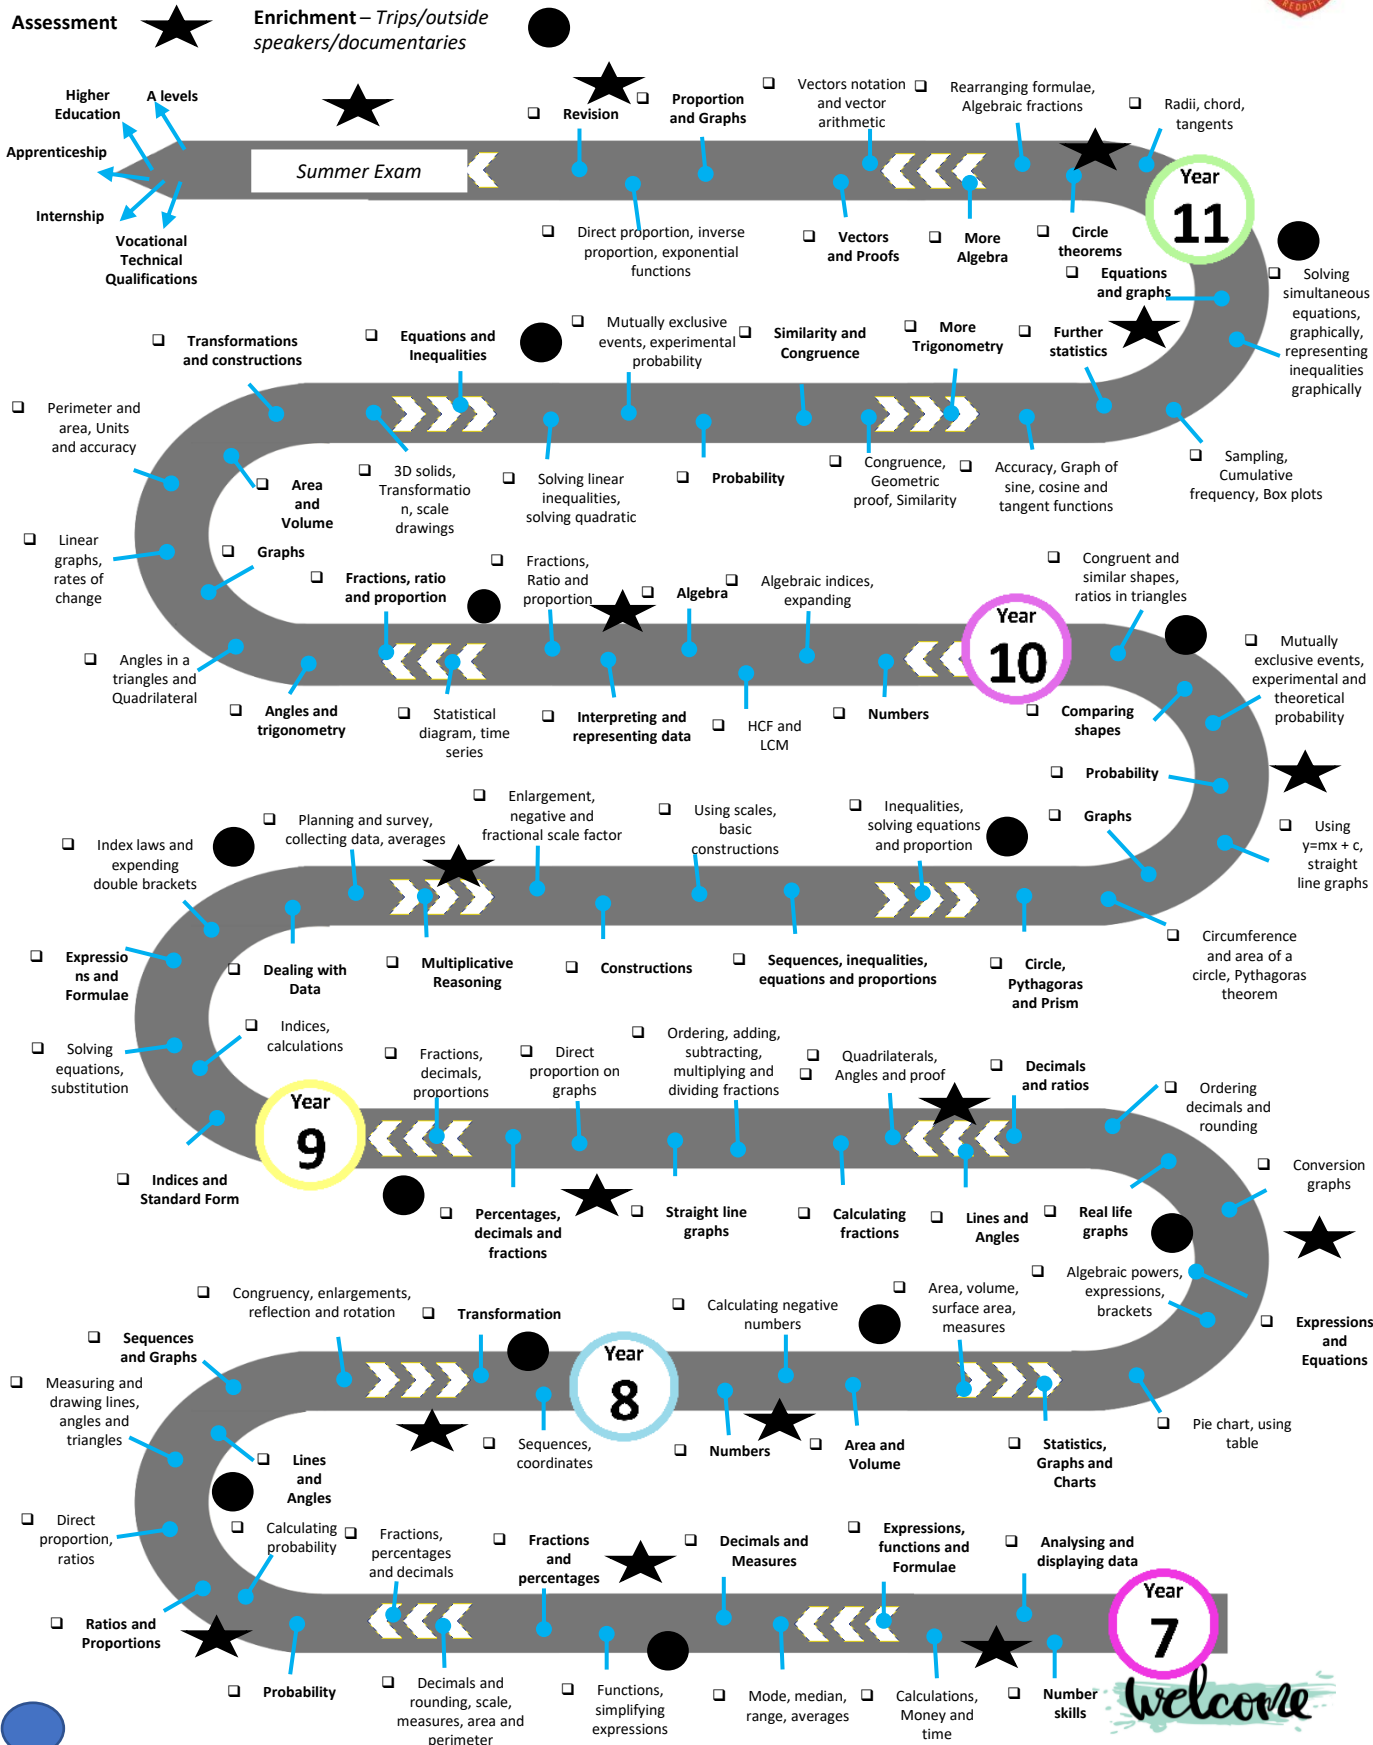 REDDITE
Assessment
Enrichment – Trips/outside
speakers/documentaries
Higher
Education
A levels
Apprenticeship
Internship
Vocational
Technical
Qualifications
Summer Exam
Revision
Proportion
and Graphs
Vectors notation
and vector
arithmetic
Rearranging formulae,
Algebraic fractions
Radii, chord,
tangents
Year
11
Direct proportion, inverse
proportion, exponential
functions
Vectors
and Proofs
More
Algebra
Circle
theorems
Equations
and graphs
Solving
simultaneous
equations,
graphically,
representing
inequalities
graphically
Transformations
and constructions
Equations and
Inequalities
Mutually exclusive
events, experimental
probability
Similarity and
Congruence
More
Trigonometry
Further
statistics
Perimeter and
area, Units
and accuracy
Area
and
Volume
3D solids,
Transformatio
n, scale
drawings
Solving linear
inequalities,
solving quadratic
Probability
Congruence,
Geometric
proof, Similarity
Accuracy, Graph of
sine, cosine and
tangent functions
Sampling,
Cumulative
frequency, Box plots
Linear
graphs,
rates of
change
Graphs
Fractions, ratio
and proportion
Fractions,
Ratio and
proportion
Algebra
Algebraic indices,
expanding
Year
10
Congruent and
similar shapes,
ratios in triangles
Mutually
exclusive events,
experimental and
theoretical
probability
Angles in a
triangles and
Quadrilateral
Angles and
trigonometry
Statistical
diagram, time
series
Interpreting and
representing data
HCF and
LCM
Numbers
Comparing
shapes
Probability
Graphs
Using
y=mx + c,
straight
line graphs
Index laws and
expending
double brackets
Planning and survey,
collecting data, averages
Enlargement,
negative and
fractional scale factor
Using scales,
basic
constructions
Inequalities,
solving equations
and proportion
Circumference
and area of a
circle, Pythagoras
theorem
Expressio
ns and
Formulae
Dealing with
Data
Multiplicative
Reasoning
Constructions
Sequences, inequalities,
equations and proportions
Circle,
Pythagoras
and Prism
Solving
equations,
substitution
Indices,
calculations
Fractions,
decimals,
proportions
Direct
proportion on
graphs
Ordering, adding,
subtracting,
multiplying and
dividing fractions
Quadrilaterals,
Angles and proof
Decimals
and ratios
Ordering
decimals and
rounding
Year
9
Indices and
Standard Form
Percentages,
decimals and
fractions
Straight line
graphs
Calculating
fractions
Lines and
Angles
Real life
graphs
Conversion
graphs
Congruency, enlargements,
reflection and rotation
Transformation
Calculating negative
numbers
Area, volume,
surface area,
measures
Algebraic powers,
expressions,
brackets
Expressions
and
Equations
Sequences
and Graphs
Year
8
Measuring and
drawing lines,
angles and
triangles
Lines
and
Angles
Sequences,
coordinates
Numbers
Area and
Volume
Statistics,
Graphs and
Charts
Pie chart, using
table
Direct
proportion,
ratios
Calculating
probability
Fractions,
percentages
and decimals
Fractions
and
percentages
Decimals and
Measures
Expressions,
functions and
Formulae
Analysing and
displaying data
Year
7
Ratios and
Proportions
Probability
Decimals and
rounding, scale,
measures, area and
perimeter
Functions,
simplifying
expressions
Mode, median,
range, averages
Calculations,
Money and
time
Number
skills
welcome